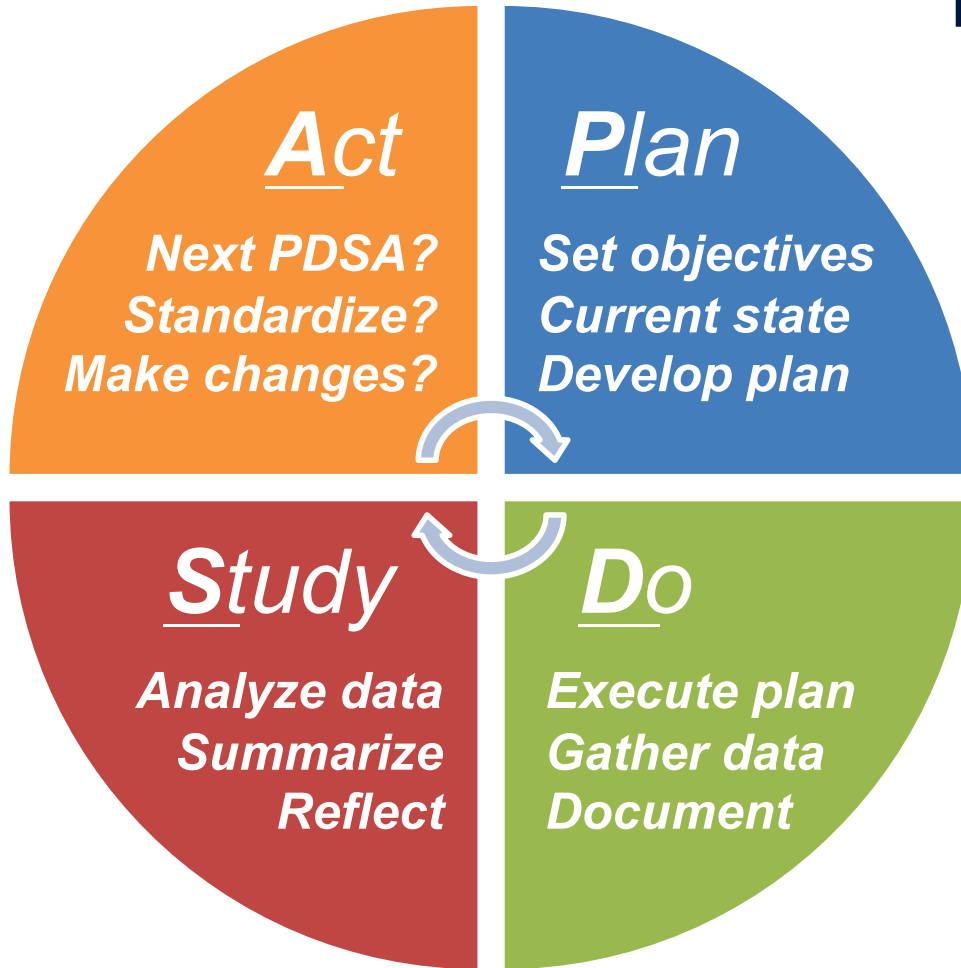 Act
Next PDSA?
Standardize?
Make changes?
Plan
Set objectives
Current state
Develop plan
Study
Analyze data
Summarize
Reflect
Do
Execute plan
Gather data
Document